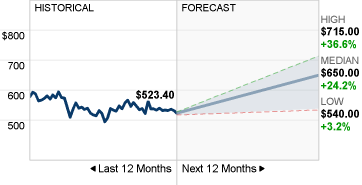 HISTORICAL
FORECAST
$800
700
600
500
$523.40
HIGH
$715.00
+36.6%
MEDIAN
$650.00
+24.2%
LOW
$540.00
+3.2%
Last 12 Months
Next 12 Months